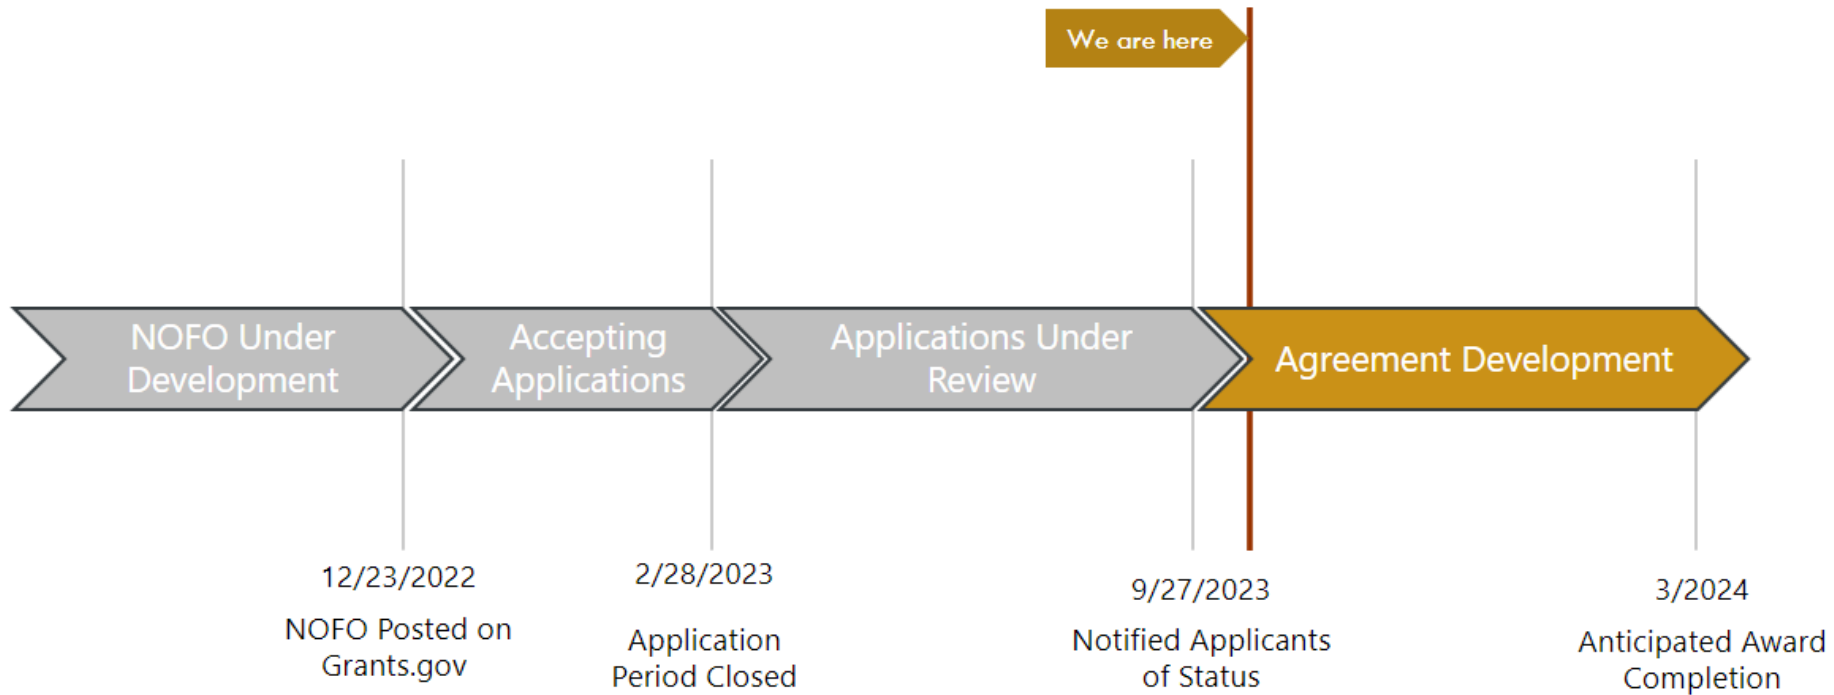 We are here
NOFO Under
Development
Accepting
Applications
Applications Under
Review
Agreement Development
12/23/2022
NOFO Posted on
Grants.gov
2/28/2023
Application
Period Closed
9/27/2023
Notified Applicants
of Status
3/2024
Anticipated Award
Completion